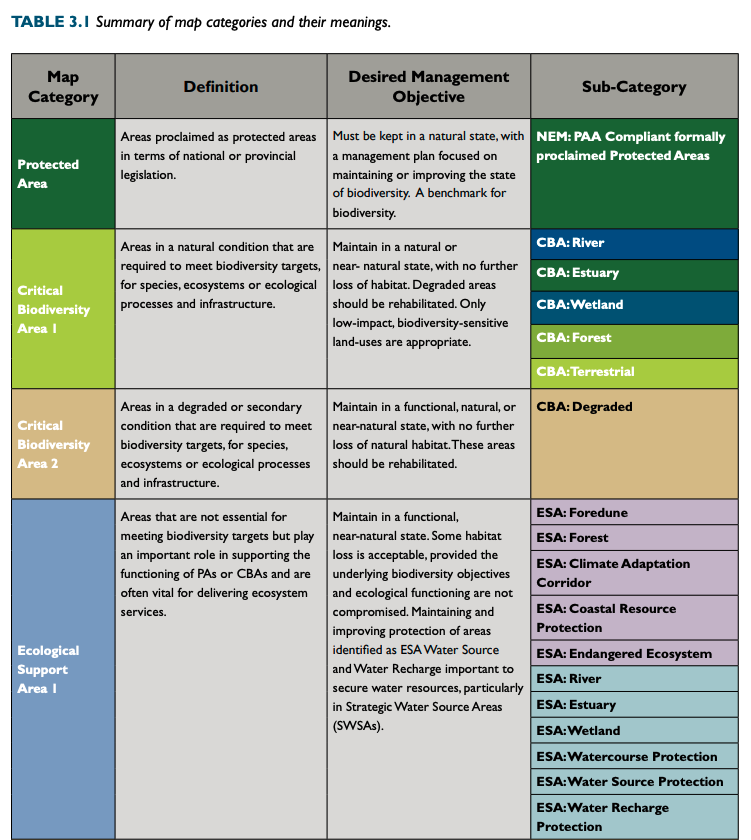 TABLE 3.1 Summary of map categories and their meanings.
Map
Category
Definition
Desired Management
Objective
Sub-Category
Protected
Area
Areas proclaimed as protected areas
in terms of national or provincial
legislation.
Must be kept in a natural state, with
a management plan focused on
maintaining or improving the state
of biodiversity. A benchmark for
biodiversity.
NEM: PAA Compliant formally
proclaimed Protected Areas
Critical
Biodiversity
Area 1
Areas in a natural condition that are
required to meet biodiversity targets,
for species, ecosystems or ecological
processes and infrastructure.
Maintain in a natural or
near- natural state, with no further
loss of habitat. Degraded areas
should be rehabilitated. Only
low-impact, biodiversity-sensitive
land-uses are appropriate.
CBA: River
CBA: Estuary
CBA: Wetland
CBA: Forest
CBA: Terrestrial
Critical
Biodiversity
Area 2
Areas in a degraded or secondary
condition that are required to meet
biodiversity targets, for species,
ecosystems or ecological processes
and infrastructure.
Maintain in a functional, natural, or
near-natural state, with no further
loss of natural habitat. These areas
should be rehabilitated.
CBA: Degraded
Ecological
Support
Area 1
Areas that are not essential for
meeting biodiversity targets but play
an important role in supporting the
functioning of PAs or CBAs and are
often vital for delivering ecosystem
services.
Maintain in a functional,
near-natural state. Some habitat
loss is acceptable, provided the
underlying biodiversity objectives
and ecological functioning are not
compromised. Maintaining and
improving protection of areas
identified as ESA Water Source
and Water Recharge important to
secure water resources, particularly
in Strategic Water Source Areas
(SWSAs).
ESA: Foredune
ESA: Forest
ESA: Climate Adaptation
Corridor
ESA: Coastal Resource
Protection
ESA: Endangered Ecosystem
ESA: River
ESA: Estuary
ESA: Wetland
ESA: Watercourse Protection
ESA: Water Source Protection
ESA: Water Recharge
Protection